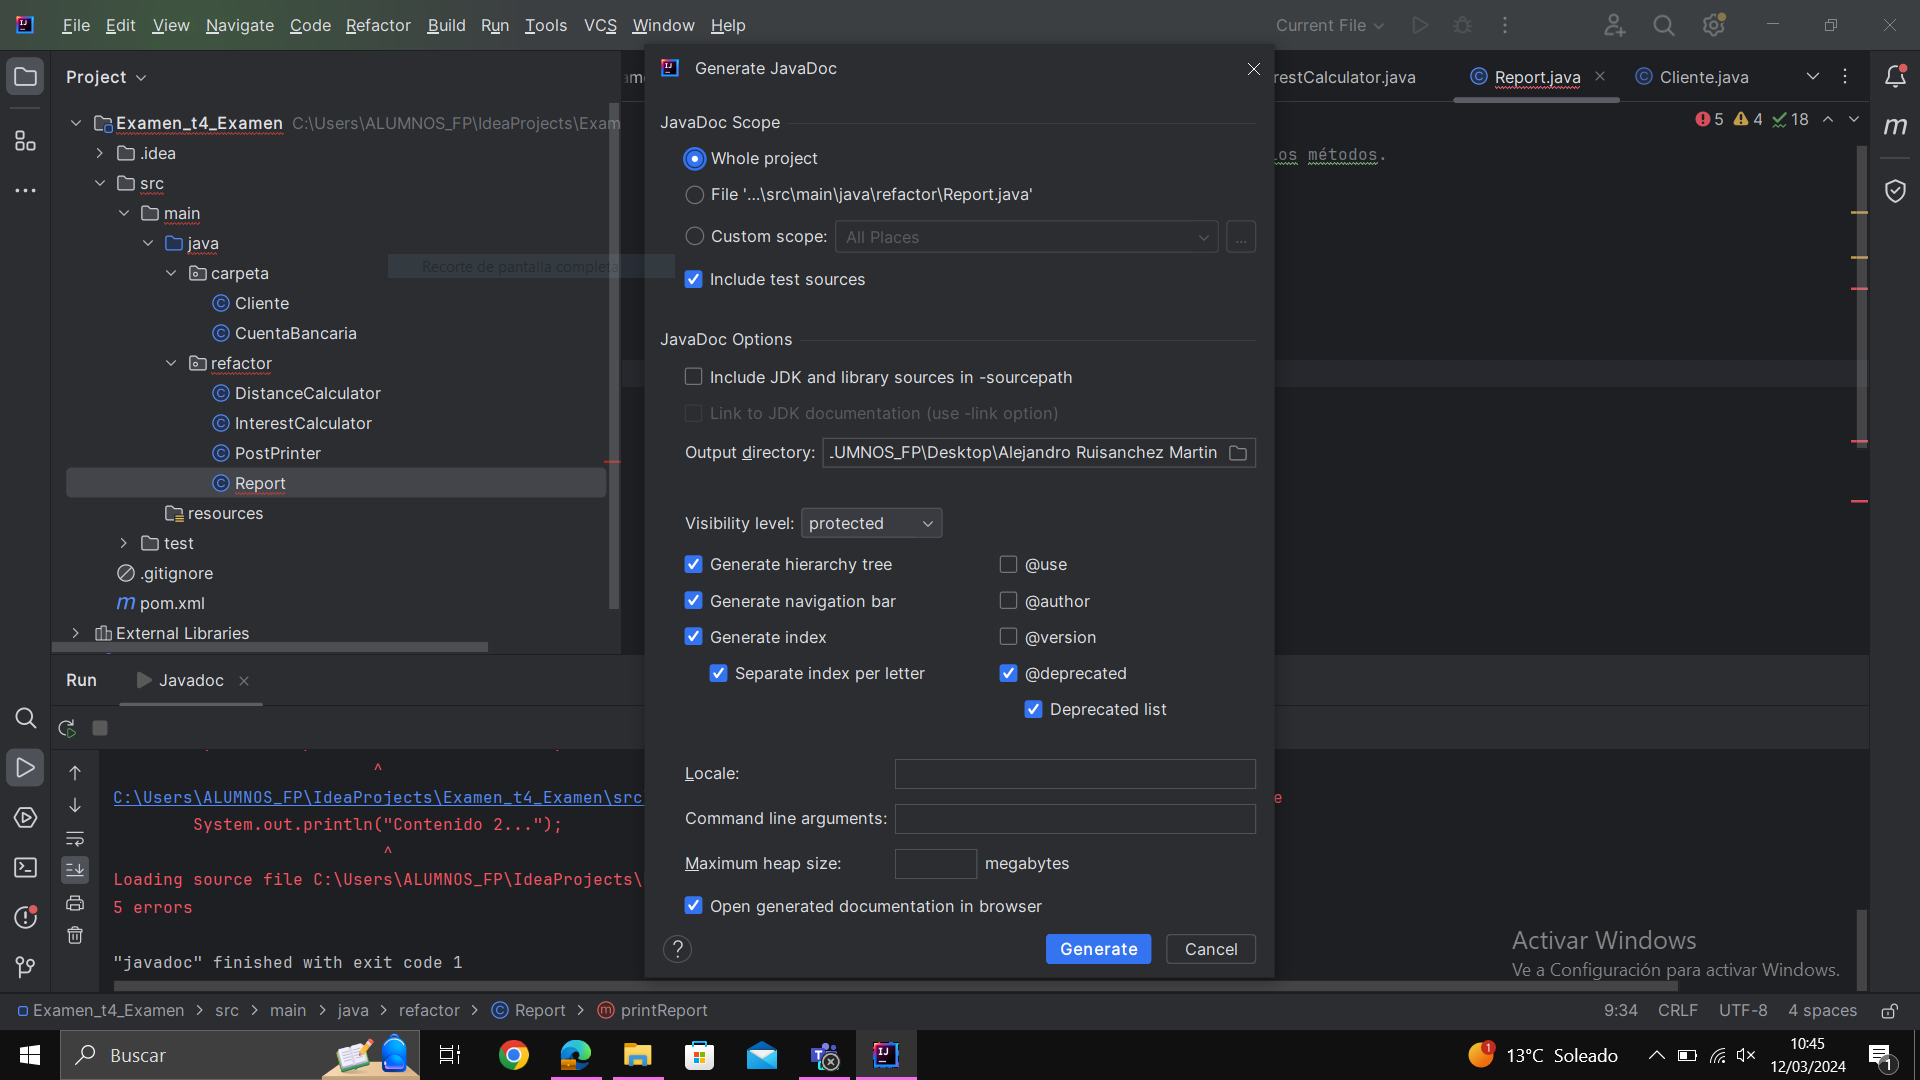 File Edit View Navigate Code Refactor Build Run Tools VCS Window Help
Current File
Project
Examen_t4_Examen C:\Users\ALUMNOS_FP\IdeaProjects\Exam
.idea
src
main
java
carpeta
Cliente
CuentaBancaria
refactor
DistanceCalculator
InterestCalculator
PostPrinter
Report
resources
test
.gitignore
pom.xml
External Libraries
Recorte de pantalla completa
restCalculator.java Report.java Cliente.java
5 4 18
los métodos.
Generate JavaDoc
JavaDoc Scope
Whole project
File '...\src\main\java\refactor\Report.java'
Custom scope: All Places ...
Include test sources
JavaDoc Options
Include JDK and library sources in -sourcepath
Link to JDK documentation (use -link option)
Output directory: .UMNOS_FP\Desktop\Alejandro Ruisanchez Martin
Visibility level: protected
Generate hierarchy tree @use
Generate navigation bar @author
Generate index @version
Separate index per letter @deprecated
Deprecated list
Locale:
Command line arguments:
Maximum heap size: megabytes
Open generated documentation in browser
? Generate Cancel
Run Javadoc
^
C:\Users\ALUMNOS_FP\IdeaProjects\Examen_t4_Examen\src e
System.out.println("Contenido 2...");
^
Loading source file C:\Users\ALUMNOS_FP\IdeaProjects\
5 errors
"javadoc" finished with exit code 1
Activar Windows
Ve a Configuración para activar Windows.
Examen_t4_Examen > src > main > java > refactor > Report > printReport
9:34 CRLF UTF-8 4 spaces
Buscar
1 13°C Soleado
10:45
12/03/2024
1